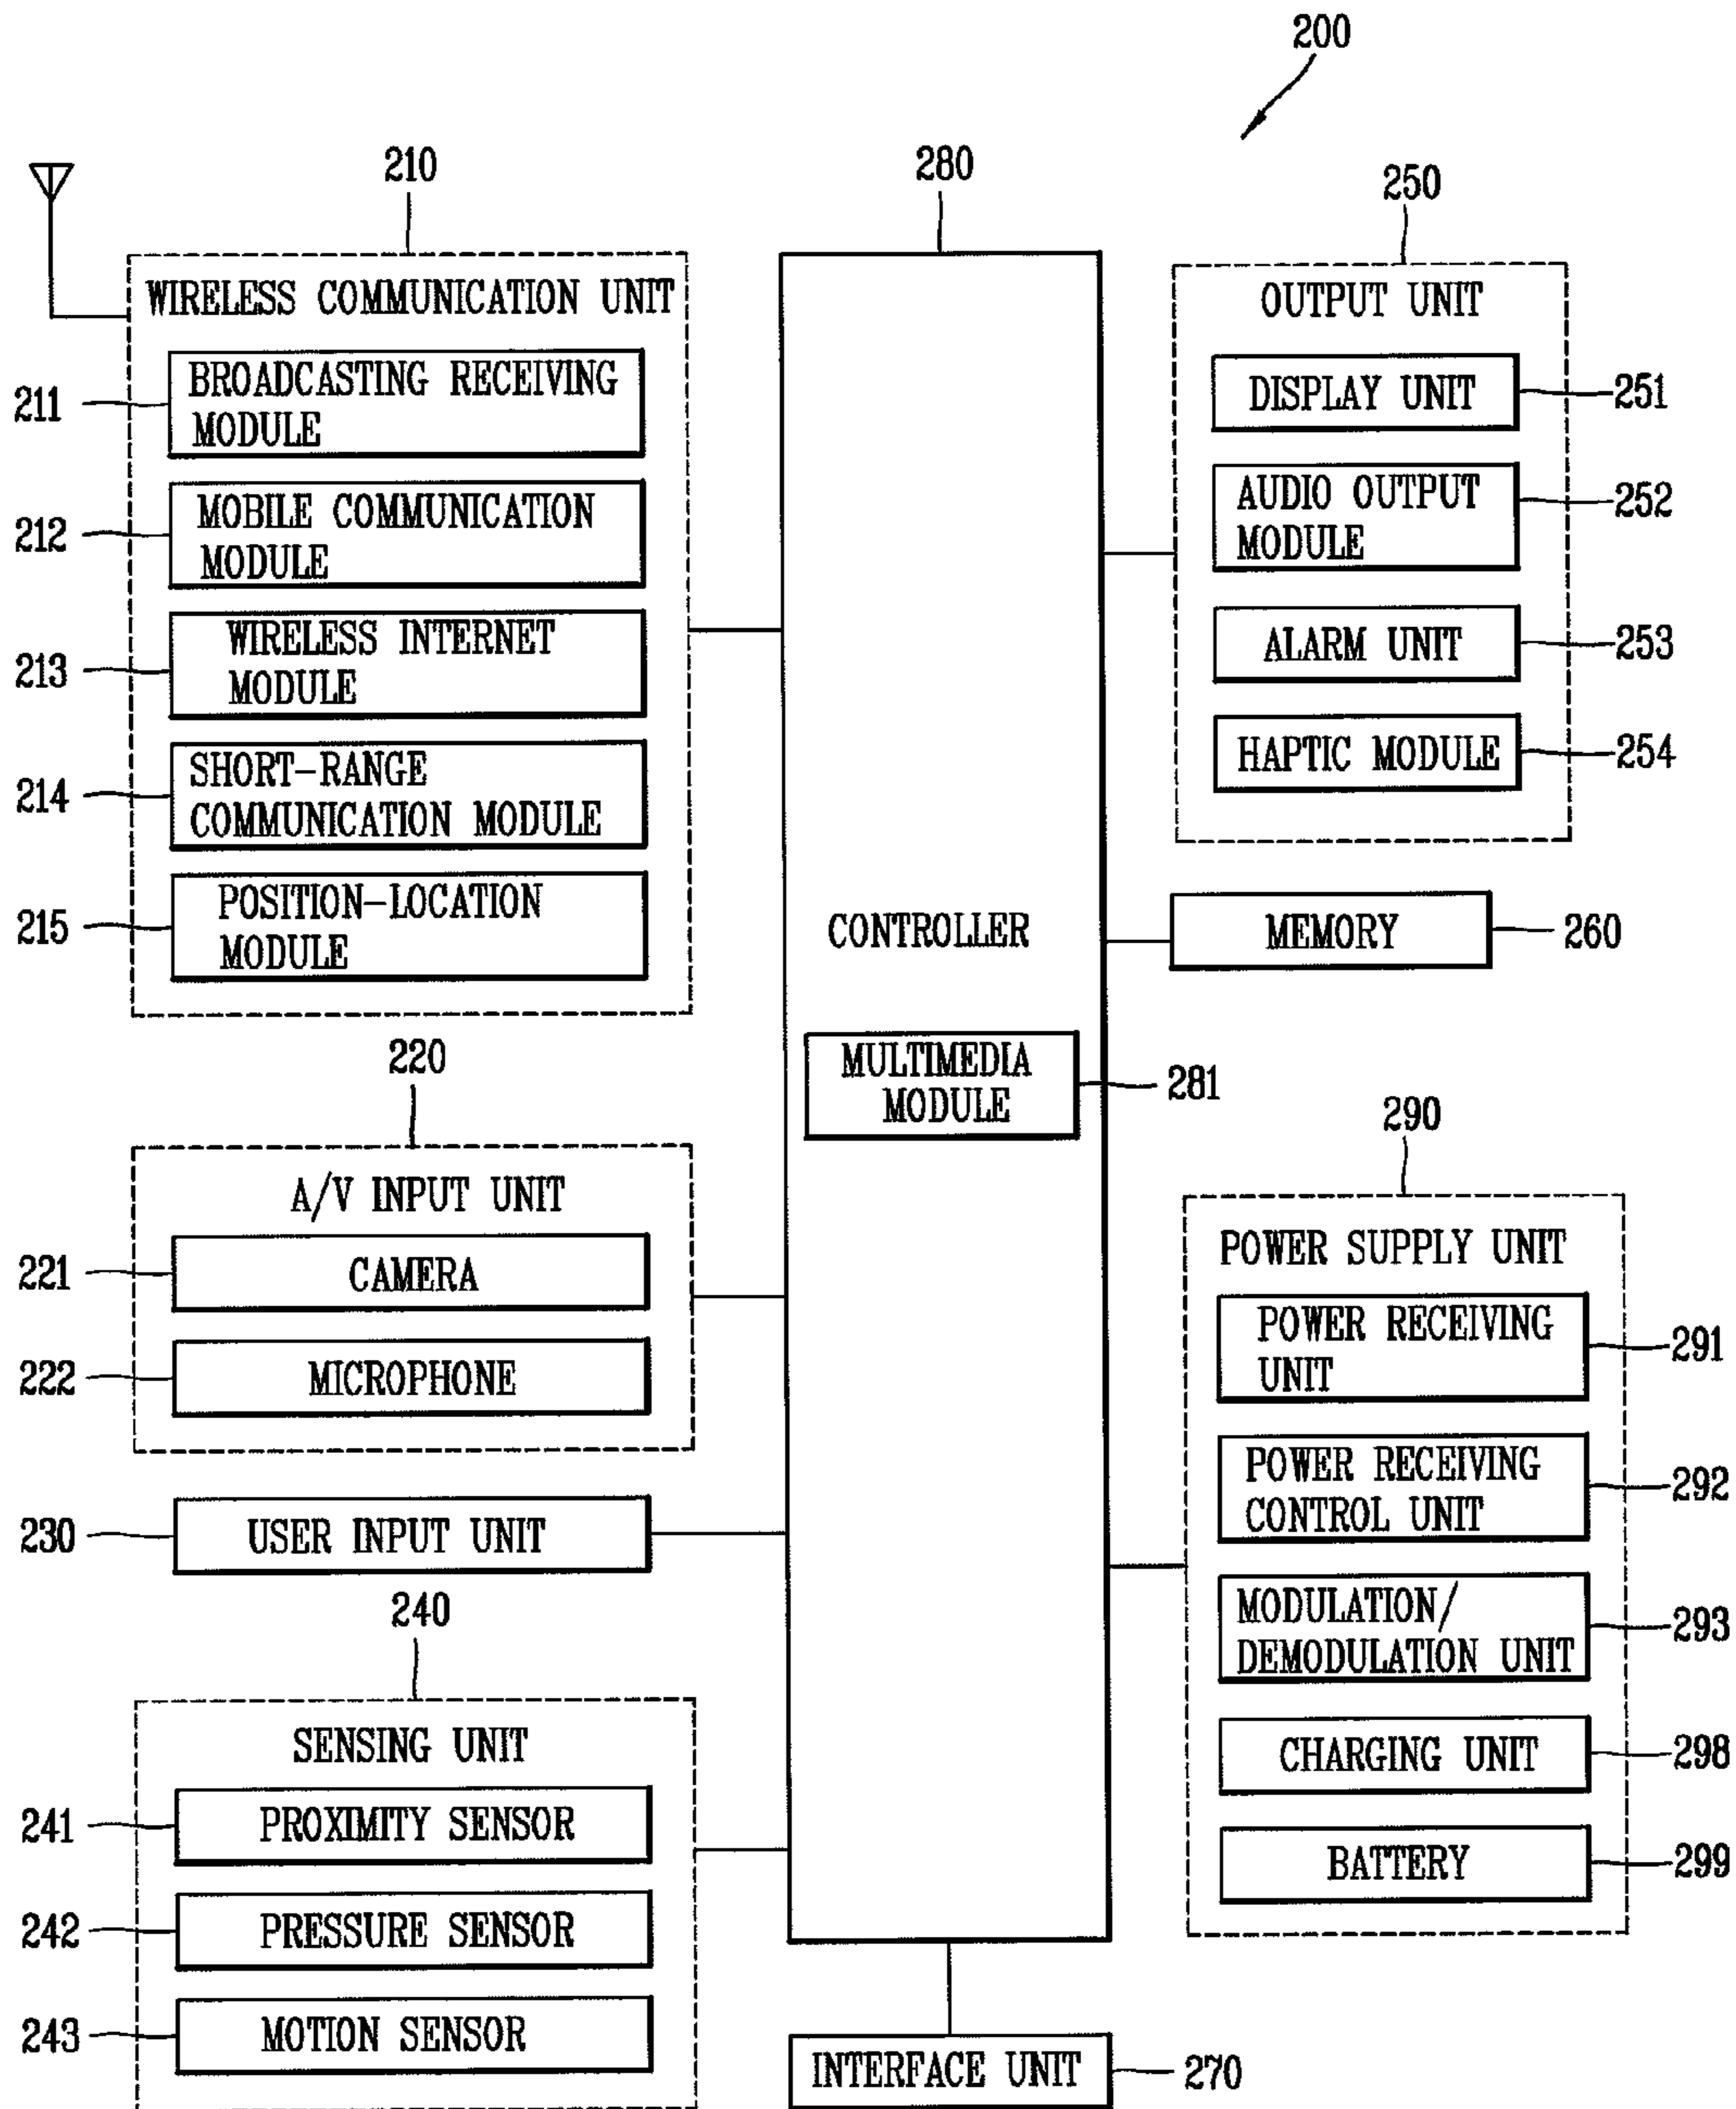 200
210
WIRELESS COMMUNICATION UNIT
211
BROADCASTING RECEIVING
MODULE
212
MOBILE COMMUNICATION
MODULE
213
WIRELESS INTERNET
MODULE
214
SHORT-RANGE
COMMUNICATION MODULE
215
POSITION-LOCATION
MODULE
220
A/V INPUT UNIT
221
CAMERA
222
MICROPHONE
230
USER INPUT UNIT
240
SENSING UNIT
241
PROXIMITY SENSOR
242
PRESSURE SENSOR
243
MOTION SENSOR
280
CONTROLLER
MULTIMEDIA
MODULE
281
INTERFACE UNIT
270
250
OUTPUT UNIT
DISPLAY UNIT
251
AUDIO OUTPUT
MODULE
252
ALARM UNIT
253
HAPTIC MODULE
254
MEMORY
260
290
POWER SUPPLY UNIT
POWER RECEIVING
UNIT
291
POWER RECEIVING
CONTROL UNIT
292
MODULATION/
DEMODULATION UNIT
293
CHARGING UNIT
298
BATTERY
299